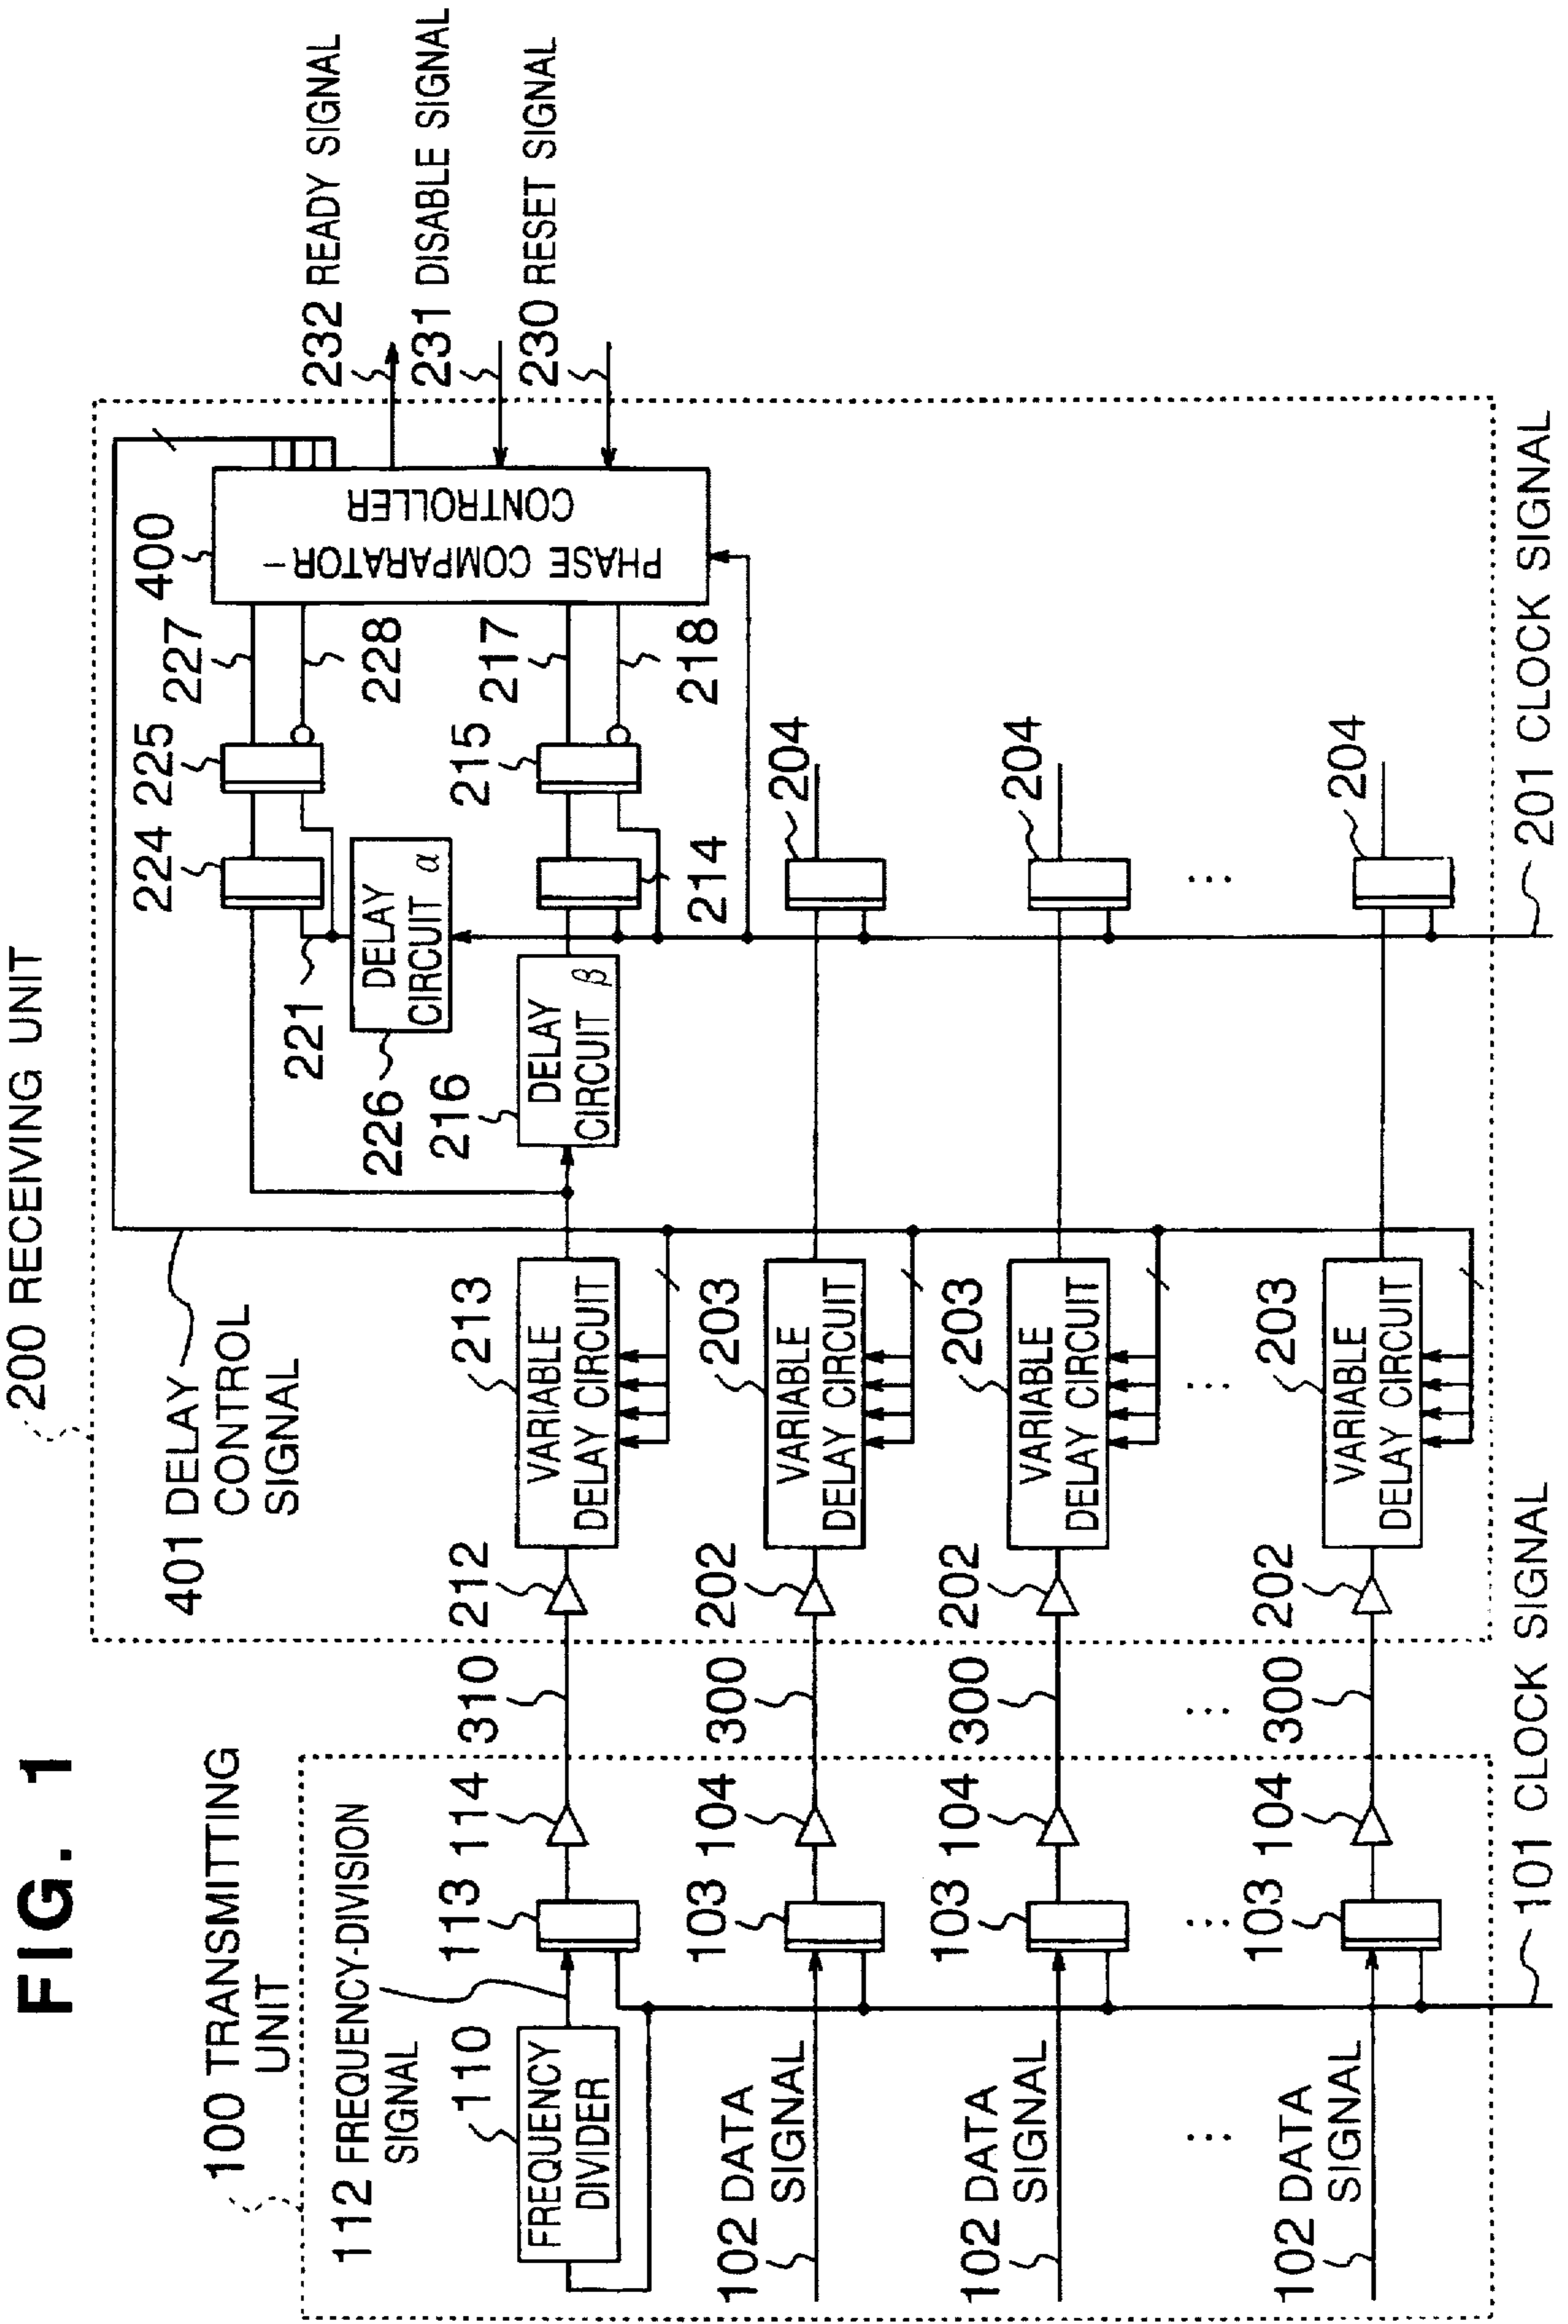 FIG. 1
100 TRANSMITTING
UNIT
200 RECEIVING UNIT
112 FREQUENCY-DIVISION
SIGNAL
110
FREQUENCY
DIVIDER
113
114
310
212
213
VARIABLE
DELAY CIRCUIT
401 DELAY
CONTROL
SIGNAL
216
DELAY
CIRCUIT β
226
DELAY
CIRCUIT α
221
224
225
227
228
214
215
217
218
400
PHASE COMPARATOR-
CONTROLLER
232 READY SIGNAL
231 DISABLE SIGNAL
230 RESET SIGNAL
102 DATA
SIGNAL
103
104
300
202
203
VARIABLE
DELAY CIRCUIT
204
102 DATA
SIGNAL
103
104
300
202
203
VARIABLE
DELAY CIRCUIT
204
...
...
...
...
...
102 DATA
SIGNAL
103
104
300
202
203
VARIABLE
DELAY CIRCUIT
204
101 CLOCK SIGNAL
201 CLOCK SIGNAL